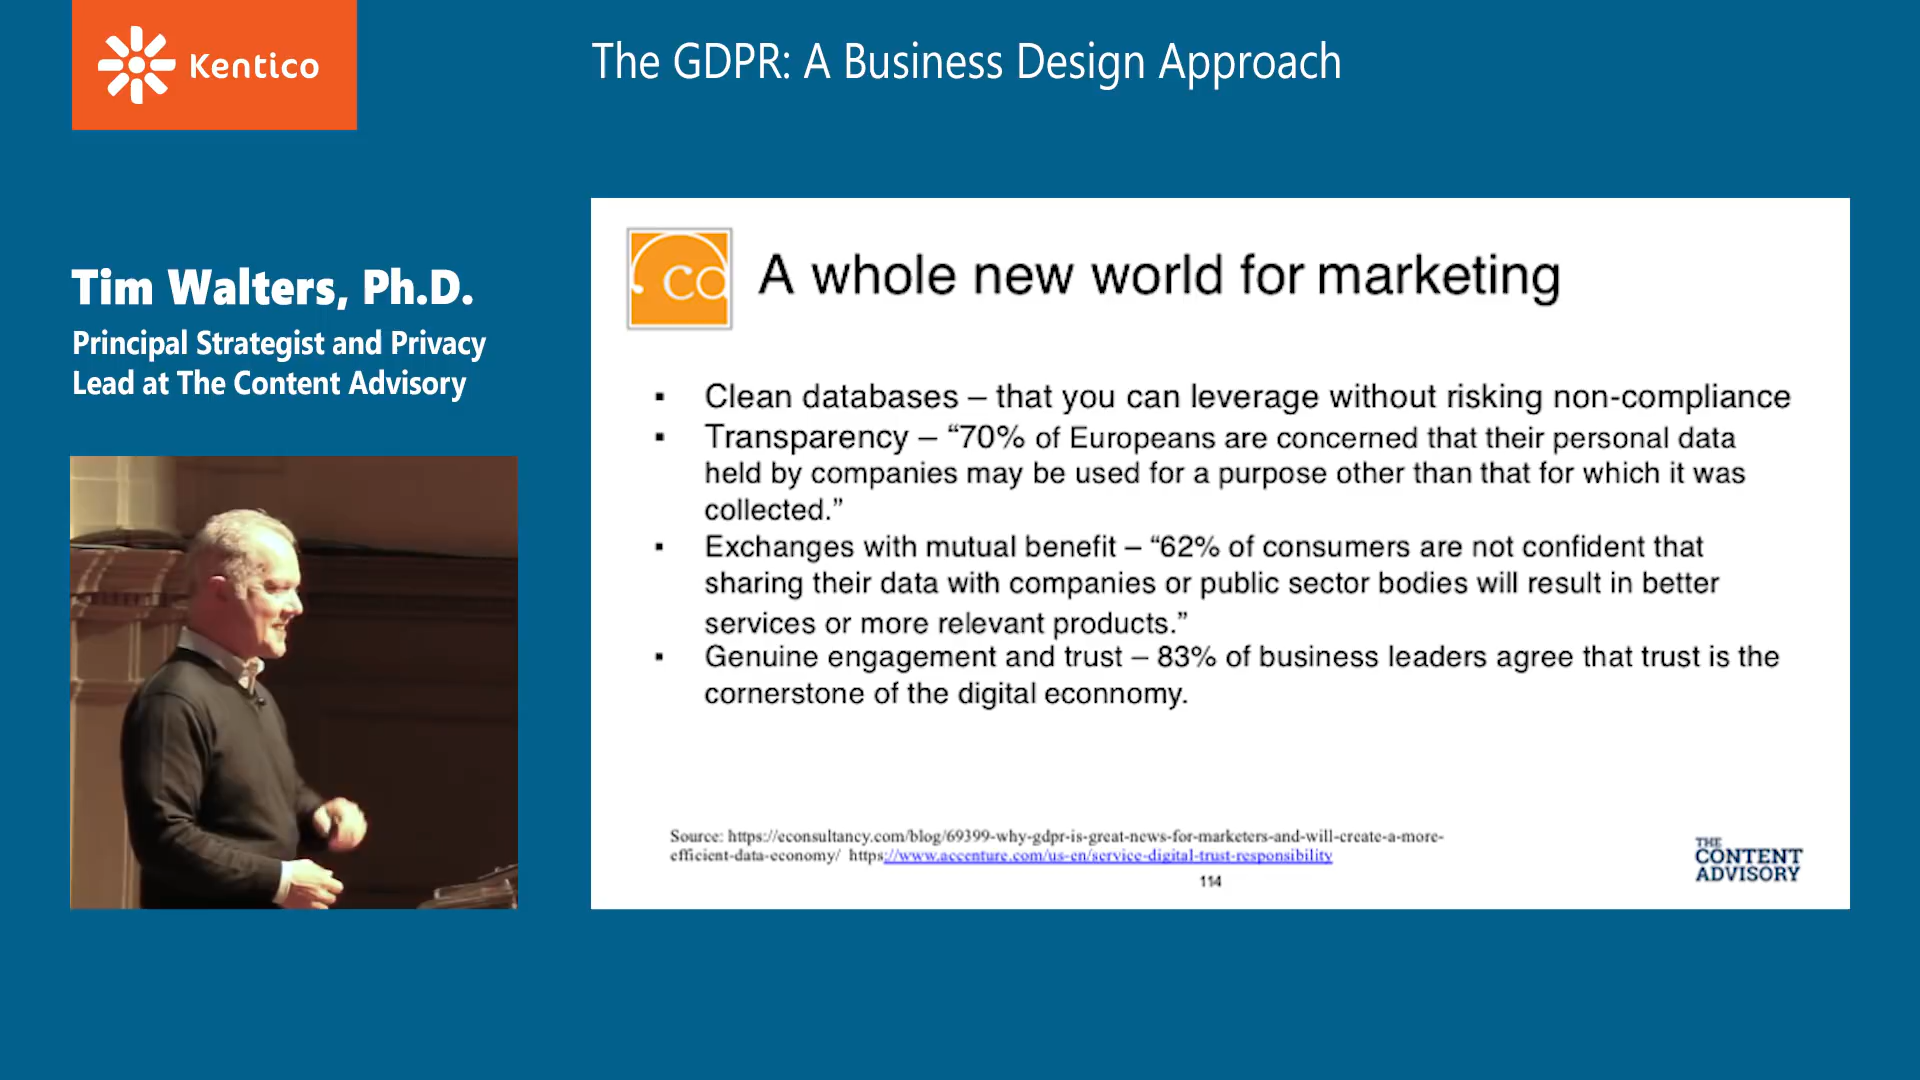 Kentico
The GDPR: A Business Design Approach
Tim Walters, Ph.D.
Principal Strategist and Privacy
Lead at The Content Advisory
ca
A whole new world for marketing
▪ Clean databases – that you can leverage without risking non-compliance
▪ Transparency – “70% of Europeans are concerned that their personal data
held by companies may be used for a purpose other than that for which it was
collected.”
▪ Exchanges with mutual benefit – “62% of consumers are not confident that
sharing their data with companies or public sector bodies will result in better
services or more relevant products.”
▪ Genuine engagement and trust – 83% of business leaders agree that trust is the
cornerstone of the digital econnomy.
Source: https://econsultancy.com/blog/69399-why-gdpr-is-great-news-for-marketers-and-will-create-a-more-
efficient-data-economy/ https://www.accenture.com/us-en/service-digital-trust-responsibility
114
THE
CONTENT
ADVISORY